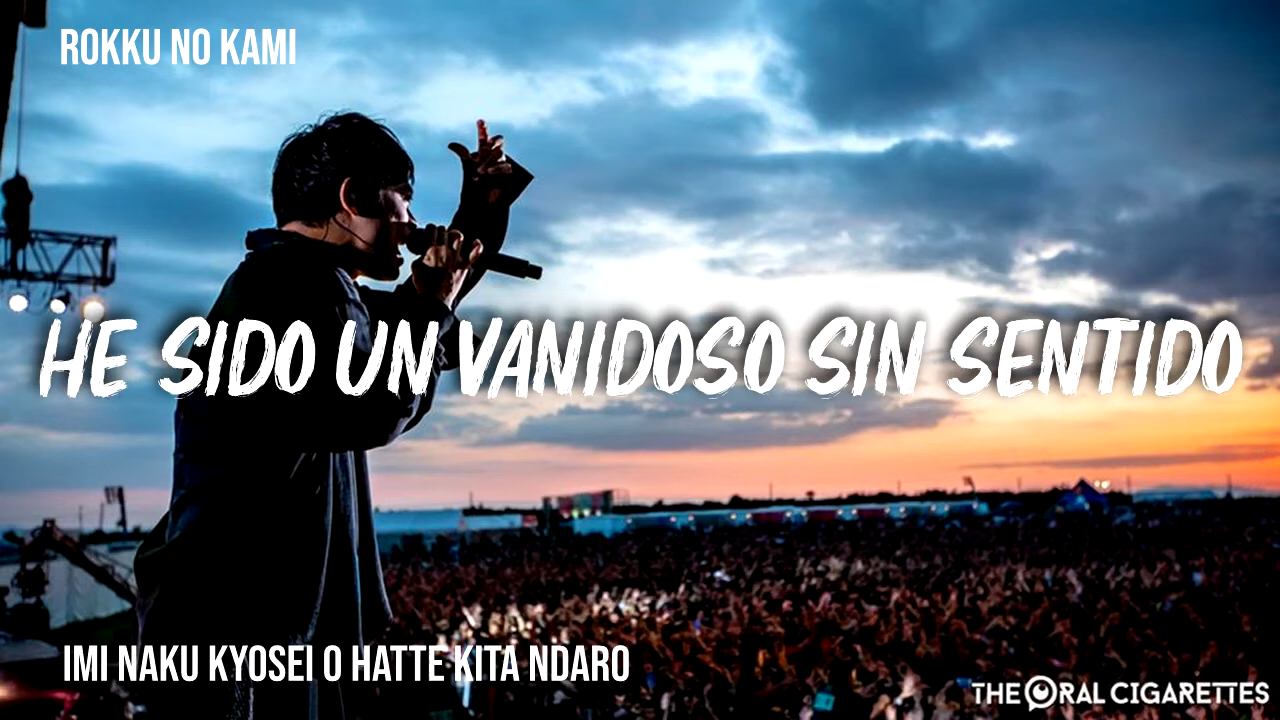 ROKKU NO KAMI
HE SIDO UN VANIDOSO SIN SENTIDO
IMI NAKU KYOSEI O HATTE KITA NDARO
THE ORAL CIGARETTES